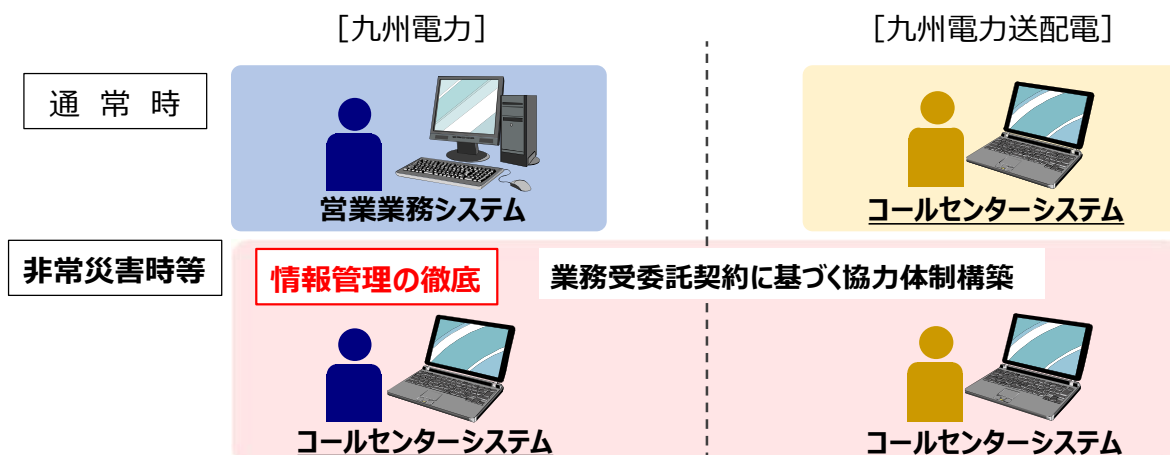 ［九州電力］
［九州電力送配電］
通 常 時
営業業務システム
コールセンターシステム
非常災害時等
情報管理の徹底
業務受委託契約に基づく協力体制構築
コールセンターシステム
コールセンターシステム